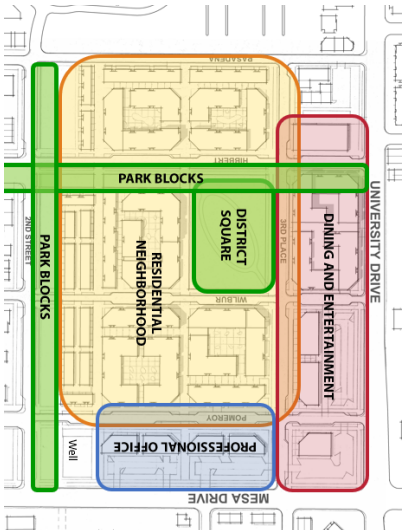 PASADENA
HIBBERT
PARK BLOCKS
DISTRICT
SQUARE
3RD PLACE
DINING AND ENTERTAINMENT
UNIVERSITY DRIVE
2ND STREET
PARK BLOCKS
RESIDENTIAL
NEIGHBORHOOD
WILBUR
POMEROY
PROFESSIONAL OFFICE
Well
MESA DRIVE